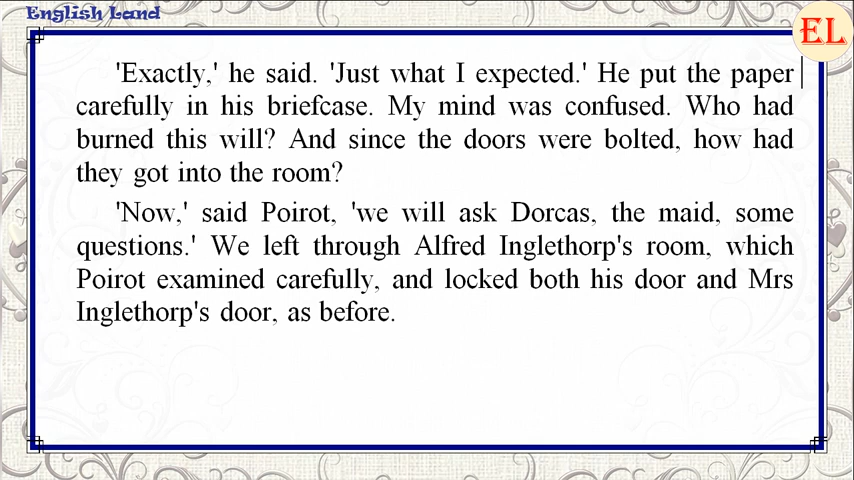 English Land
EL
'Exactly,' he said. 'Just what I expected.' He put the paper
carefully in his briefcase. My mind was confused. Who had
burned this will? And since the doors were bolted, how had
they got into the room?
'Now,' said Poirot, 'we will ask Dorcas, the maid, some
questions.' We left through Alfred Inglethorp's room, which
Poirot examined carefully, and locked both his door and Mrs
Inglethorp's door, as before.